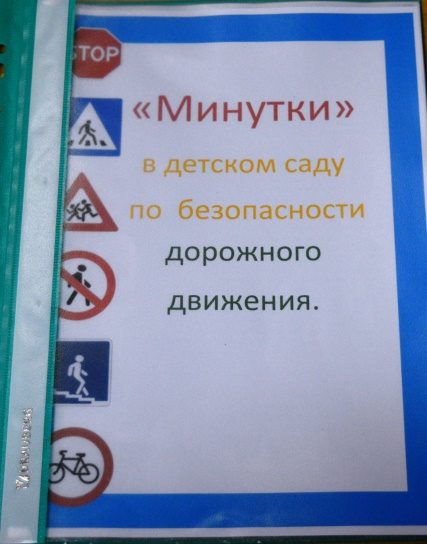 STOP
«Минутки»
в детском саду
по безопасности
дорожного
движения.